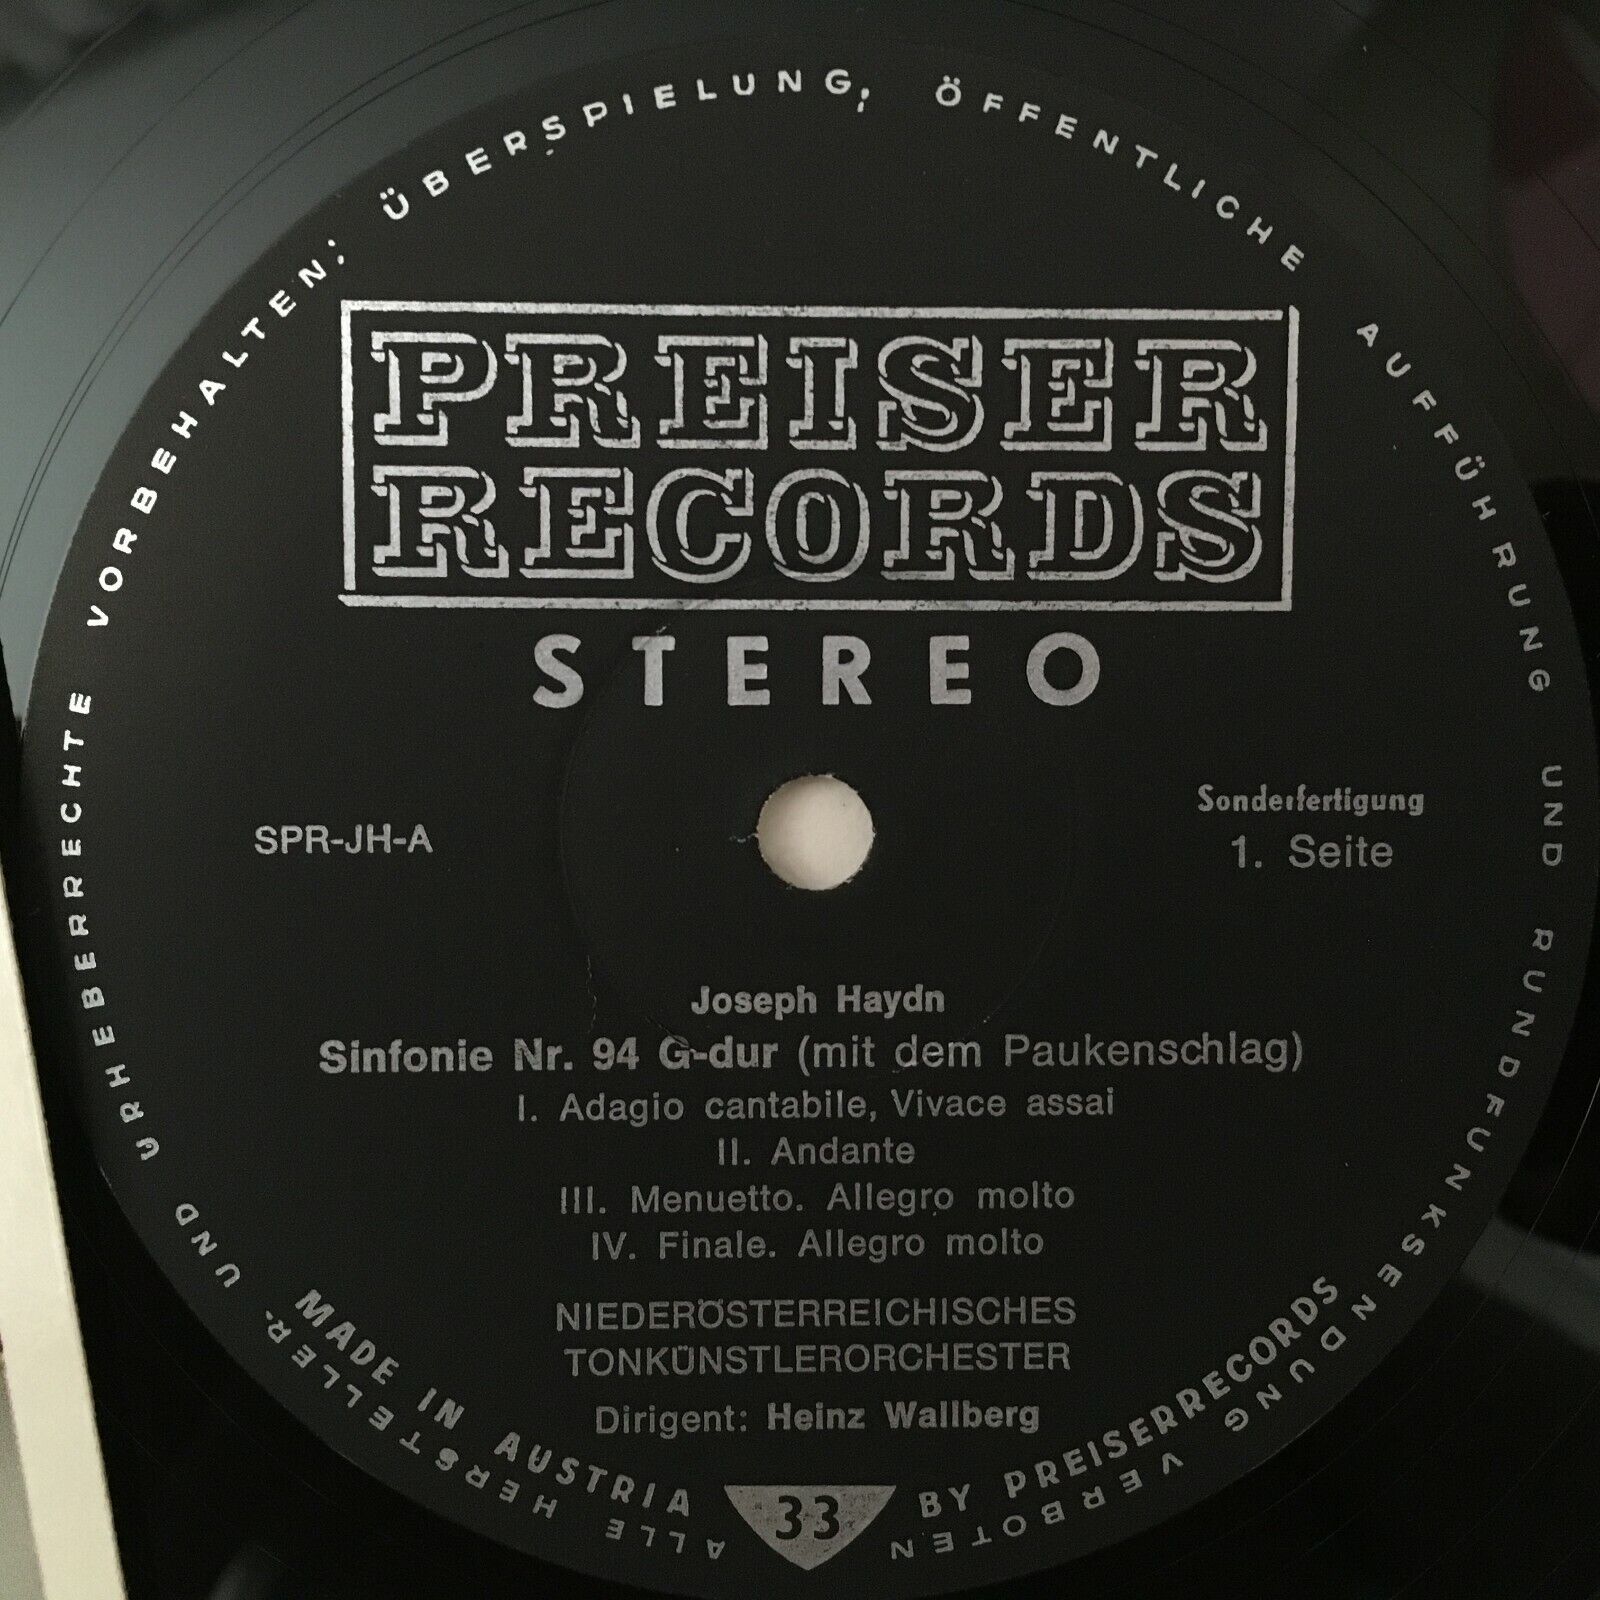 ALLE HERSTELLER- UND URHEBERRECHTE VORBEHALTEN; ÜBERSPIELUNG; ÖFFENTLICHE AUFFÜHRUNG UND RUNDFUNKSENDUNG VERBOTEN
PREISER
RECORDS
STEREO
SPR-JH-A
Sonderfertigung
1. Seite
Joseph Haydn
Sinfonie Nr. 94 G-dur (mit dem Paukenschlag)
I. Adagio cantabile, Vivace assai
II. Andante
III. Menuetto. Allegro molto
IV. Finale. Allegro molto
NIEDERÖSTERREICHISCHES
TONKÜNSTLERORCHESTER
Dirigent: Heinz Wallberg
MADE IN AUSTRIA
33
BY PREISERRECORDS